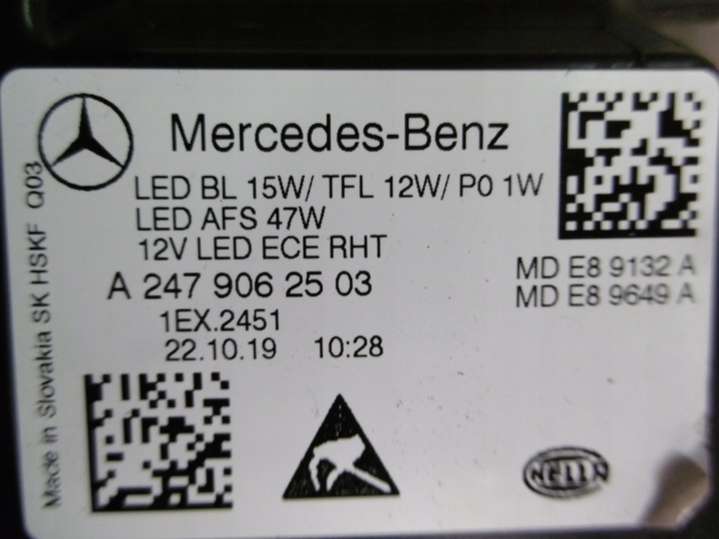 Mercedes-Benz
LED BL 15W/ TFL 12W/ P0 1W
LED AFS 47W
12V LED ECE RHT
A 247 906 25 03
MD E8 9132 A
MD E8 9649 A
1EX.2451
22.10.19 10:28
Made in Slovakia SK HSKF Q03
HELLA